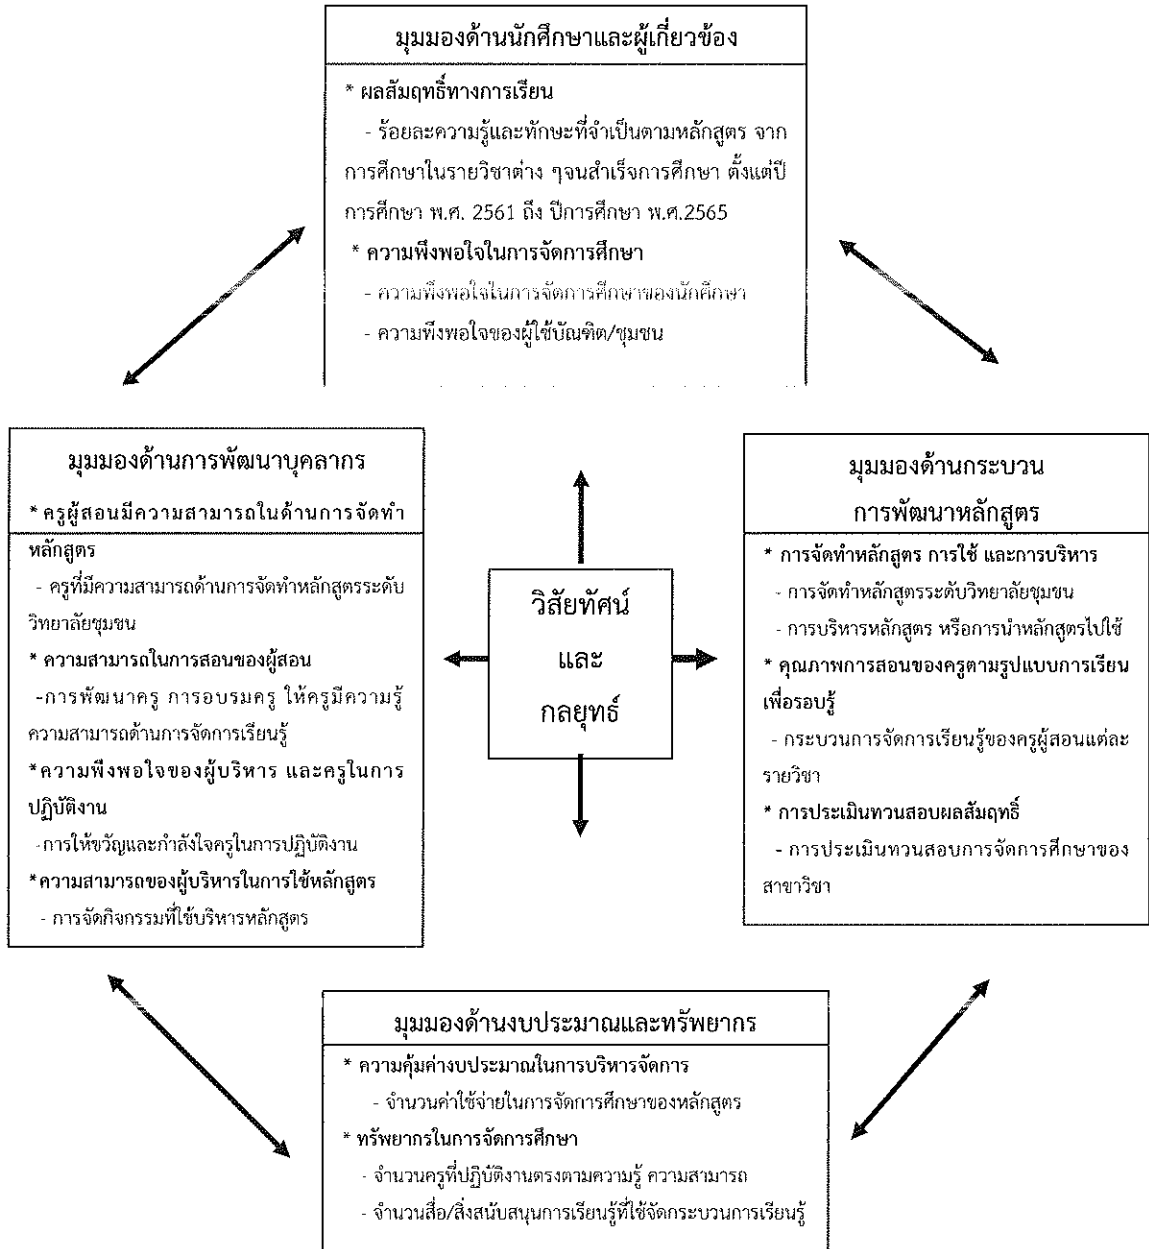 มุมมองด้านนักศึกษาและผู้เกี่ยวข้อง
* ผลสัมฤทธิ์ทางการเรียน
- ร้อยละความรู้และทักษะที่จำเป็นตามหลักสูตร จาก
การศึกษาในรายวิชาต่าง ๆจนสำเร็จการศึกษา ตั้งแต่ปี
การศึกษา พ.ศ. 2561 ถึง ปีการศึกษา พ.ศ.2565
* ความพึงพอใจในการจัดการศึกษา
- ความพึงพอใจในการจัดการศึกษาของนักศึกษา
- ความพึงพอใจของผู้ใช้บัณฑิต/ชุมชน
มุมมองด้านการพัฒนาบุคลากร
* ครูผู้สอนมีความสามารถในด้านการจัดทำ
หลักสูตร
- ครูที่มีความสามารถด้านการจัดทำหลักสูตรระดับ
วิทยาลัยชุมชน
* ความสามารถในการสอนของผู้สอน
-การพัฒนาครู การอบรมครู ให้ครูมีความรู้
ความสามารถด้านการจัดการเรียนรู้
*ความพึงพอใจของผู้บริหาร และครูในการ
ปฏิบัติงาน
-การให้ขวัญและกำลังใจครูในการปฏิบัติงาน
*ความสามารถของผู้บริหารในการใช้หลักสูตร
- การจัดกิจกรรมที่ใช้บริหารหลักสูตร
วิสัยทัศน์
และ
กลยุทธ์
มุมมองด้านกระบวน
การพัฒนาหลักสูตร
* การจัดทำหลักสูตร การใช้ และการบริหาร
- การจัดทำหลักสูตรระดับวิทยาลัยชุมชน
- การบริหารหลักสูตร หรือการนำหลักสูตรไปใช้
* คุณภาพการสอนของครูตามรูปแบบการเรียน
เพื่อรอบรู้
- กระบวนการจัดการเรียนรู้ของครูผู้สอนแต่ละ
รายวิชา
* การประเมินทวนสอบผลสัมฤทธิ์
- การประเมินทวนสอบการจัดการศึกษาของ
สาขาวิชา
มุมมองด้านงบประมาณและทรัพยากร
* ความคุ้มค่างบประมาณในการบริหารจัดการ
- จำนวนค่าใช้จ่ายในการจัดการศึกษาของหลักสูตร
* ทรัพยากรในการจัดการศึกษา
- จำนวนครูที่ปฏิบัติงานตรงตามความรู้ ความสามารถ
- จำนวนสื่อ/สิ่งสนับสนุนการเรียนรู้ที่ใช้จัดกระบวนการเรียนรู้